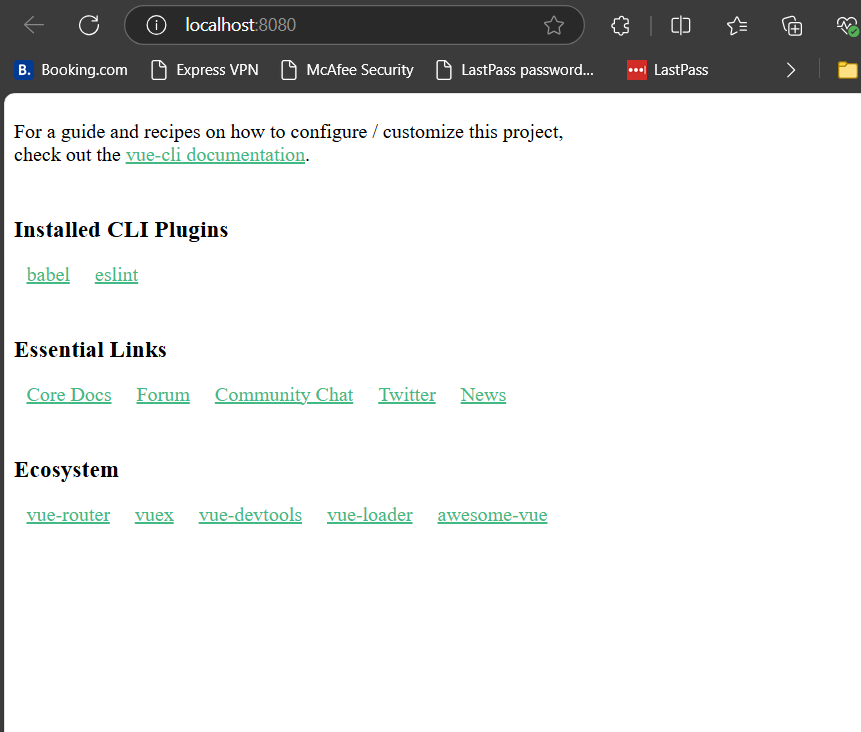 localhost:8080
B. Booking.com Express VPN McAfee Security LastPass password... LastPass
For a guide and recipes on how to configure / customize this project,
check out the vue-cli documentation.
Installed CLI Plugins
babel eslint
Essential Links
Core Docs Forum Community Chat Twitter News
Ecosystem
vue-router vuex vue-devtools vue-loader awesome-vue